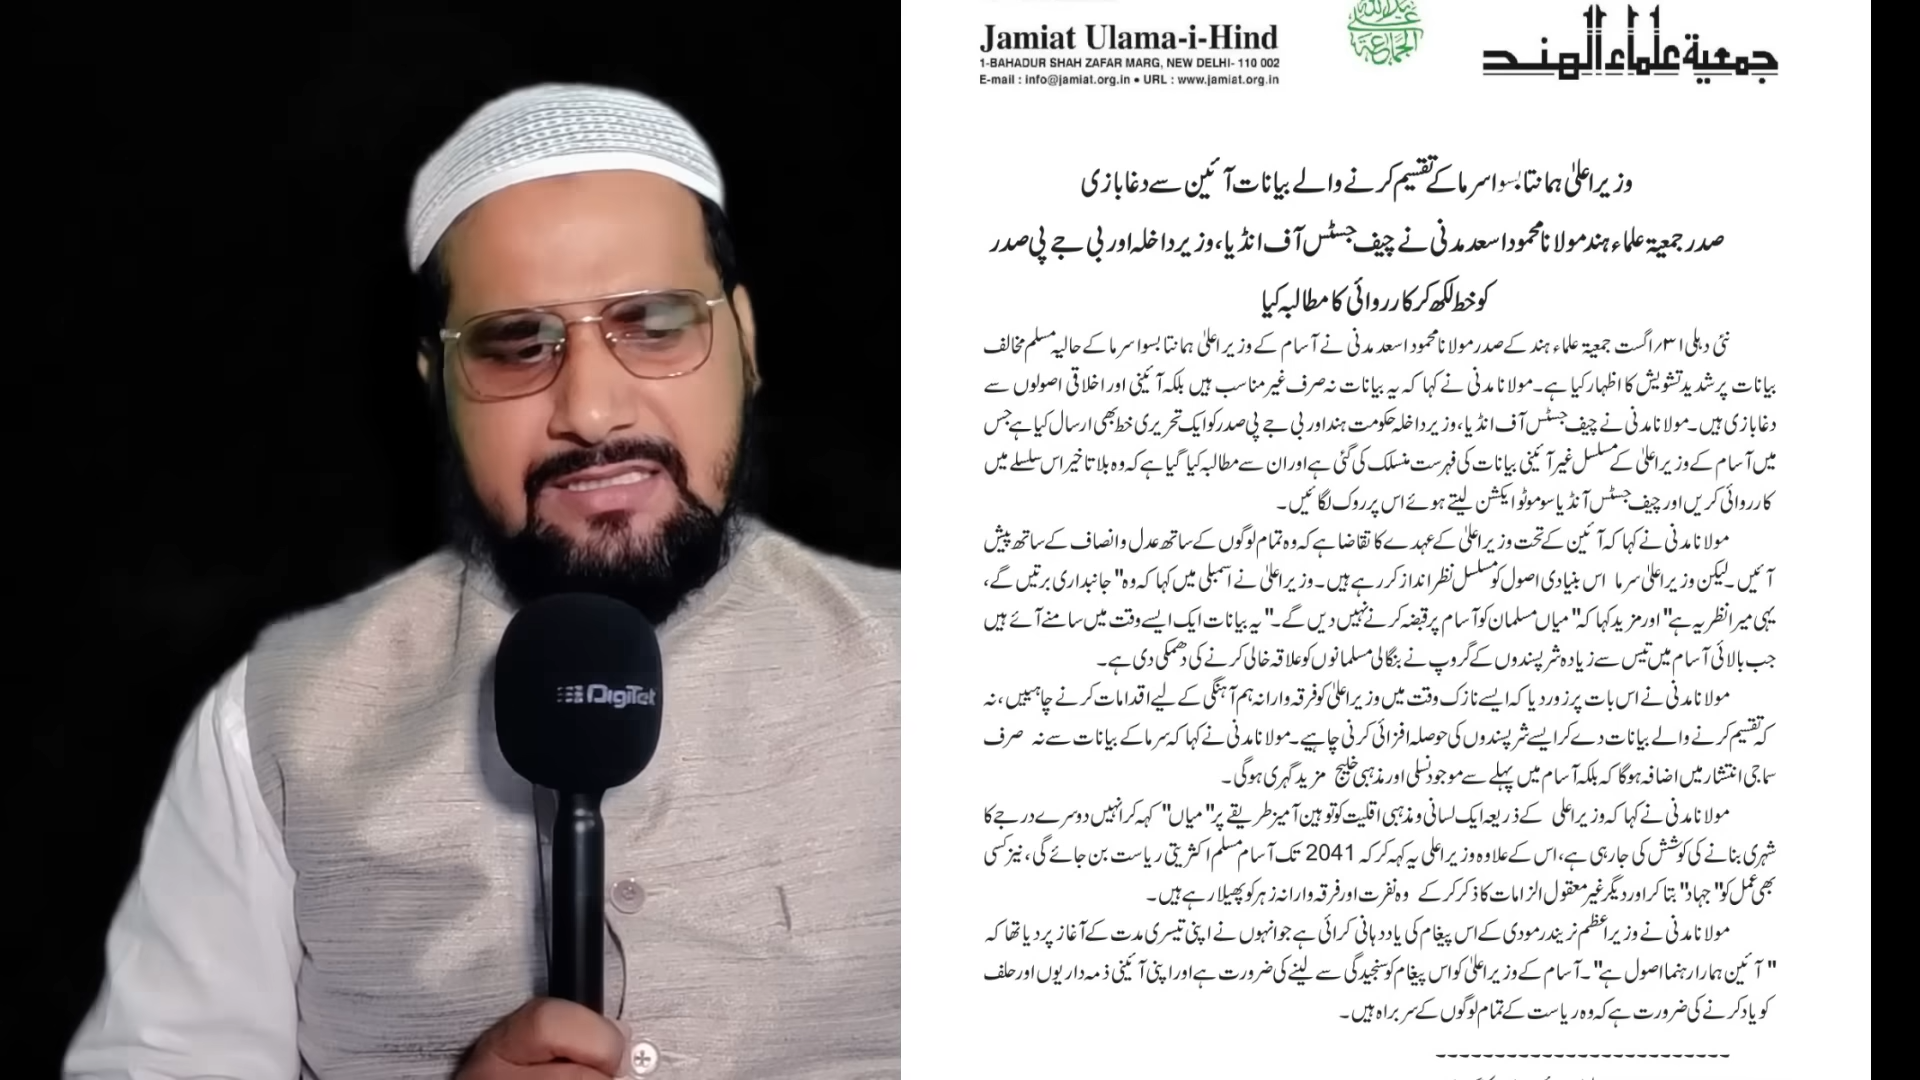 Jamiat Ulama-i-Hind
1-BAHADUR SHAH ZAFAR MARG, NEW DELHI- 110 002
E-mail : info@jamiat.org.in • URL : www.jamiat.org.in
جمعية علماء الهند
وزیر اعلیٰ ہمانتا بسوا سرما کے تقسیم کرنے والے بیانات آئین سے دغابازی
صدر جمعیۃ علماء ہند مولانا محمود اسعد مدنی نے چیف جسٹس آف انڈیا، وزیر داخلہ اور بی جے پی صدر
کو خط لکھ کر کارروائی کا مطالبہ کیا
نئی دہلی ۳۱/اگست جمعیۃ علماء ہند کے صدر مولانا محمود اسعد مدنی نے آسام کے وزیر اعلیٰ ہمانتا بسوا سرما کے حالیہ مسلم مخالف
بیانات پر شدید تشویش کا اظہار کیا ہے۔ مولانا مدنی نے کہا کہ یہ بیانات نہ صرف غیر مناسب ہیں بلکہ آئینی اور اخلاقی اصولوں سے
دغابازی ہیں۔ مولانا مدنی نے چیف جسٹس آف انڈیا، وزیر داخلہ حکومت ہند اور بی جے پی صدر کو ایک تحریری خط بھی ارسال کیا ہے جس
میں آسام کے وزیر اعلیٰ کے مسلسل غیر آئینی بیانات کی فہرست منسلک کی گئی ہے اور ان سے مطالبہ کیا گیا ہے کہ وہ بلا تاخیر اس سلسلے میں
کارروائی کریں اور چیف جسٹس آف انڈیا سوموٹو ایکشن لیتے ہوئے اس پر روک لگائیں۔
مولانا مدنی نے کہا کہ آئین کے تحت وزیر اعلیٰ کے عہدے کا تقاضا ہے کہ وہ تمام لوگوں کے ساتھ عدل و انصاف کے ساتھ پیش
آئیں۔ لیکن وزیر اعلیٰ سرما اس بنیادی اصول کو مسلسل نظر انداز کر رہے ہیں۔ وزیر اعلیٰ نے اسمبلی میں کہا کہ وہ "جانبداری برتیں گے،
یہی میرا نظریہ ہے" اور مزید کہا کہ "میاں مسلمان کو آسام پر قبضہ کرنے نہیں دیں گے۔" یہ بیانات ایک ایسے وقت میں سامنے آئے ہیں
جب بالائی آسام میں تیس سے زیادہ شرپسندوں کے گروپ نے بنگالی مسلمانوں کو علاقہ خالی کرنے کی دھمکی دی ہے۔
مولانا مدنی نے اس بات پر زور دیا کہ ایسے نازک وقت میں وزیر اعلیٰ کو فرقہ وارانہ ہم آہنگی کے لیے اقدامات کرنے چاہییں، نہ
کہ تقسیم کرنے والے بیانات دے کر ایسے شرپسندوں کی حوصلہ افزائی کرنی چاہیے۔ مولانا مدنی نے کہا کہ سرما کے بیانات سے نہ صرف
سماجی انتشار میں اضافہ ہوگا کہ بلکہ آسام میں پہلے سے موجود نسلی اور مذہبی خلیج مزید گہری ہوگی۔
مولانا مدنی نے کہا کہ وزیر اعلی کے ذریعہ ایک لسانی و مذہبی اقلیت کو توہین آمیز طریقے پر "میاں" کہہ کر انہیں دوسرے درجے کا
شہری بنانے کی کوشش کی جارہی ہے، اس کے علاوہ وزیر اعلی یہ کہہ کر کہ 2041 تک آسام مسلم اکثریتی ریاست بن جائے گی، نیز کسی
بھی عمل کو "جہاد" بتا کر اور دیگر غیر معقول الزامات کا ذکر کرکے وہ نفرت اور فرقہ وارانہ زہر کو پھیلا رہے ہیں۔
مولانا مدنی نے وزیر اعظم نریندر مودی کے اس پیغام کی یاد دہانی کرائی ہے جو انہوں نے اپنی تیسری مدت کے آغاز پر دیا تھا کہ
"آئین ہمارا رہنما اصول ہے"۔ آسام کے وزیر اعلیٰ کو اس پیغام کو سنجیدگی سے لینے کی ضرورت ہے اور اپنی آئینی ذمہ داریوں اور حلف
کو یاد کرنے کی ضرورت ہے کہ وہ ریاست کے تمام لوگوں کے سربراہ ہیں۔
DigiTek